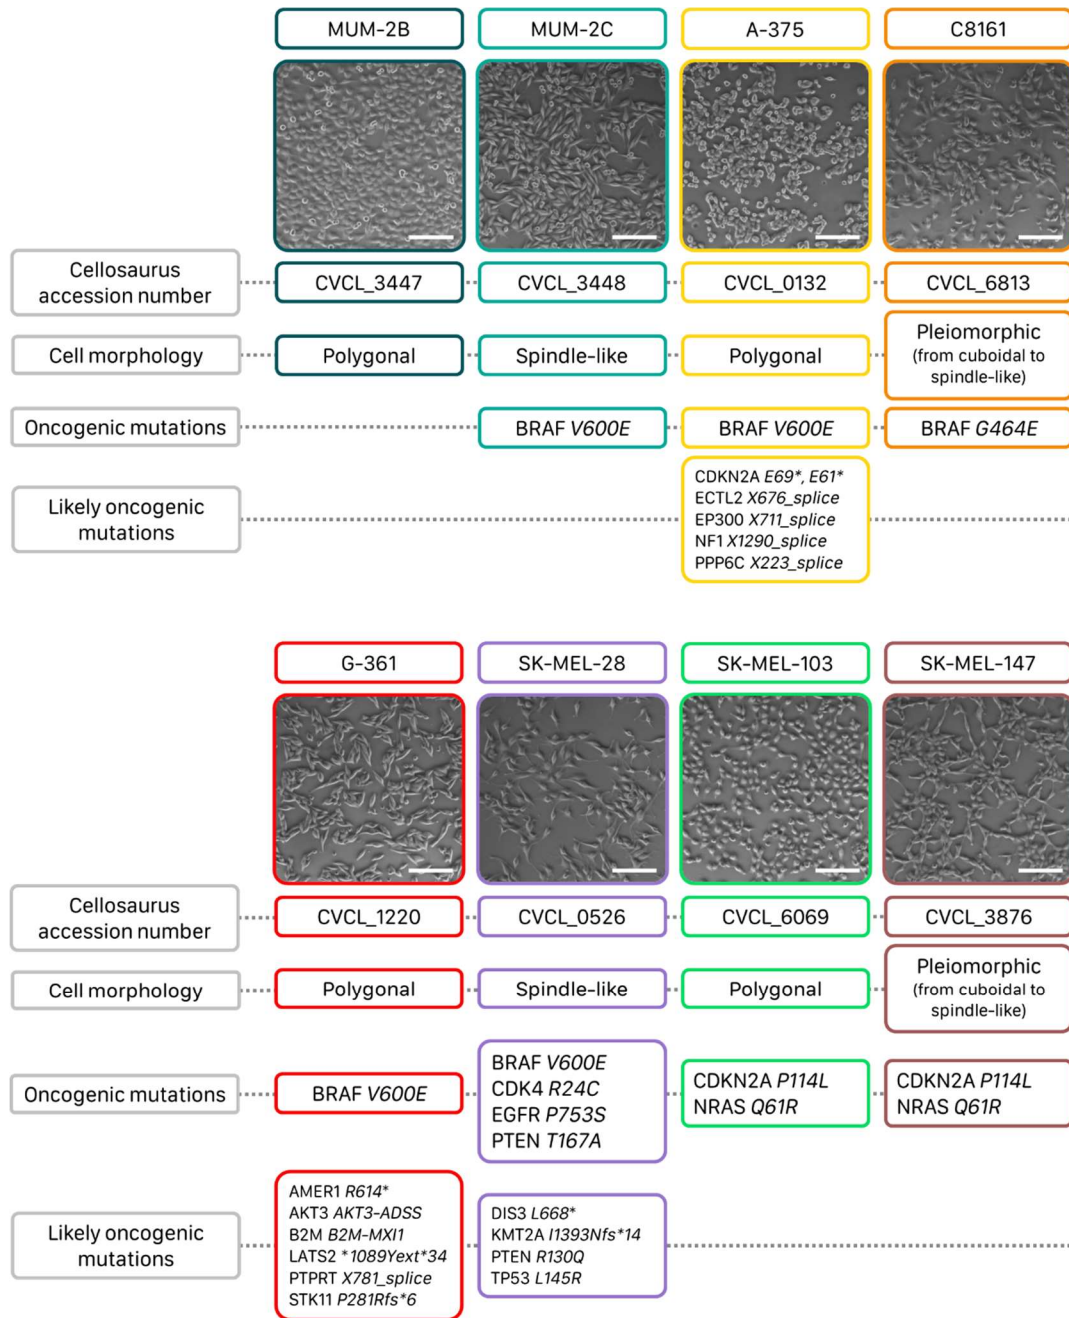 MUM-2B MUM-2C A-375 C8161
Cellosaurus
accession number
CVCL_3447 CVCL_3448 CVCL_0132 CVCL_6813
Cell morphology
Polygonal Spindle-like Polygonal
Pleiomorphic
(from cuboidal to
spindle-like)
Oncogenic mutations
BRAF V600E BRAF V600E BRAF G464E
Likely oncogenic
mutations
CDKN2A E69*, E61*
ECTL2 X676_splice
EP300 X711_splice
NF1 X1290_splice
PPP6C X223_splice
G-361 SK-MEL-28 SK-MEL-103 SK-MEL-147
Cellosaurus
accession number
CVCL_1220 CVCL_0526 CVCL_6069 CVCL_3876
Cell morphology
Polygonal Spindle-like Polygonal
Pleiomorphic
(from cuboidal to
spindle-like)
Oncogenic mutations
BRAF V600E
BRAF V600E
CDK4 R24C
EGFR P753S
PTEN T167A
CDKN2A P114L
NRAS Q61R
CDKN2A P114L
NRAS Q61R
Likely oncogenic
mutations
AMER1 R614*
AKT3 AKT3-ADSS
B2M B2M-MXI1
LATS2 *1089Yext*34
PTPRT X781_splice
STK11 P281Rfs*6
DIS3 L668*
KMT2A I1393Nfs*14
PTEN R130Q
TP53 L145R